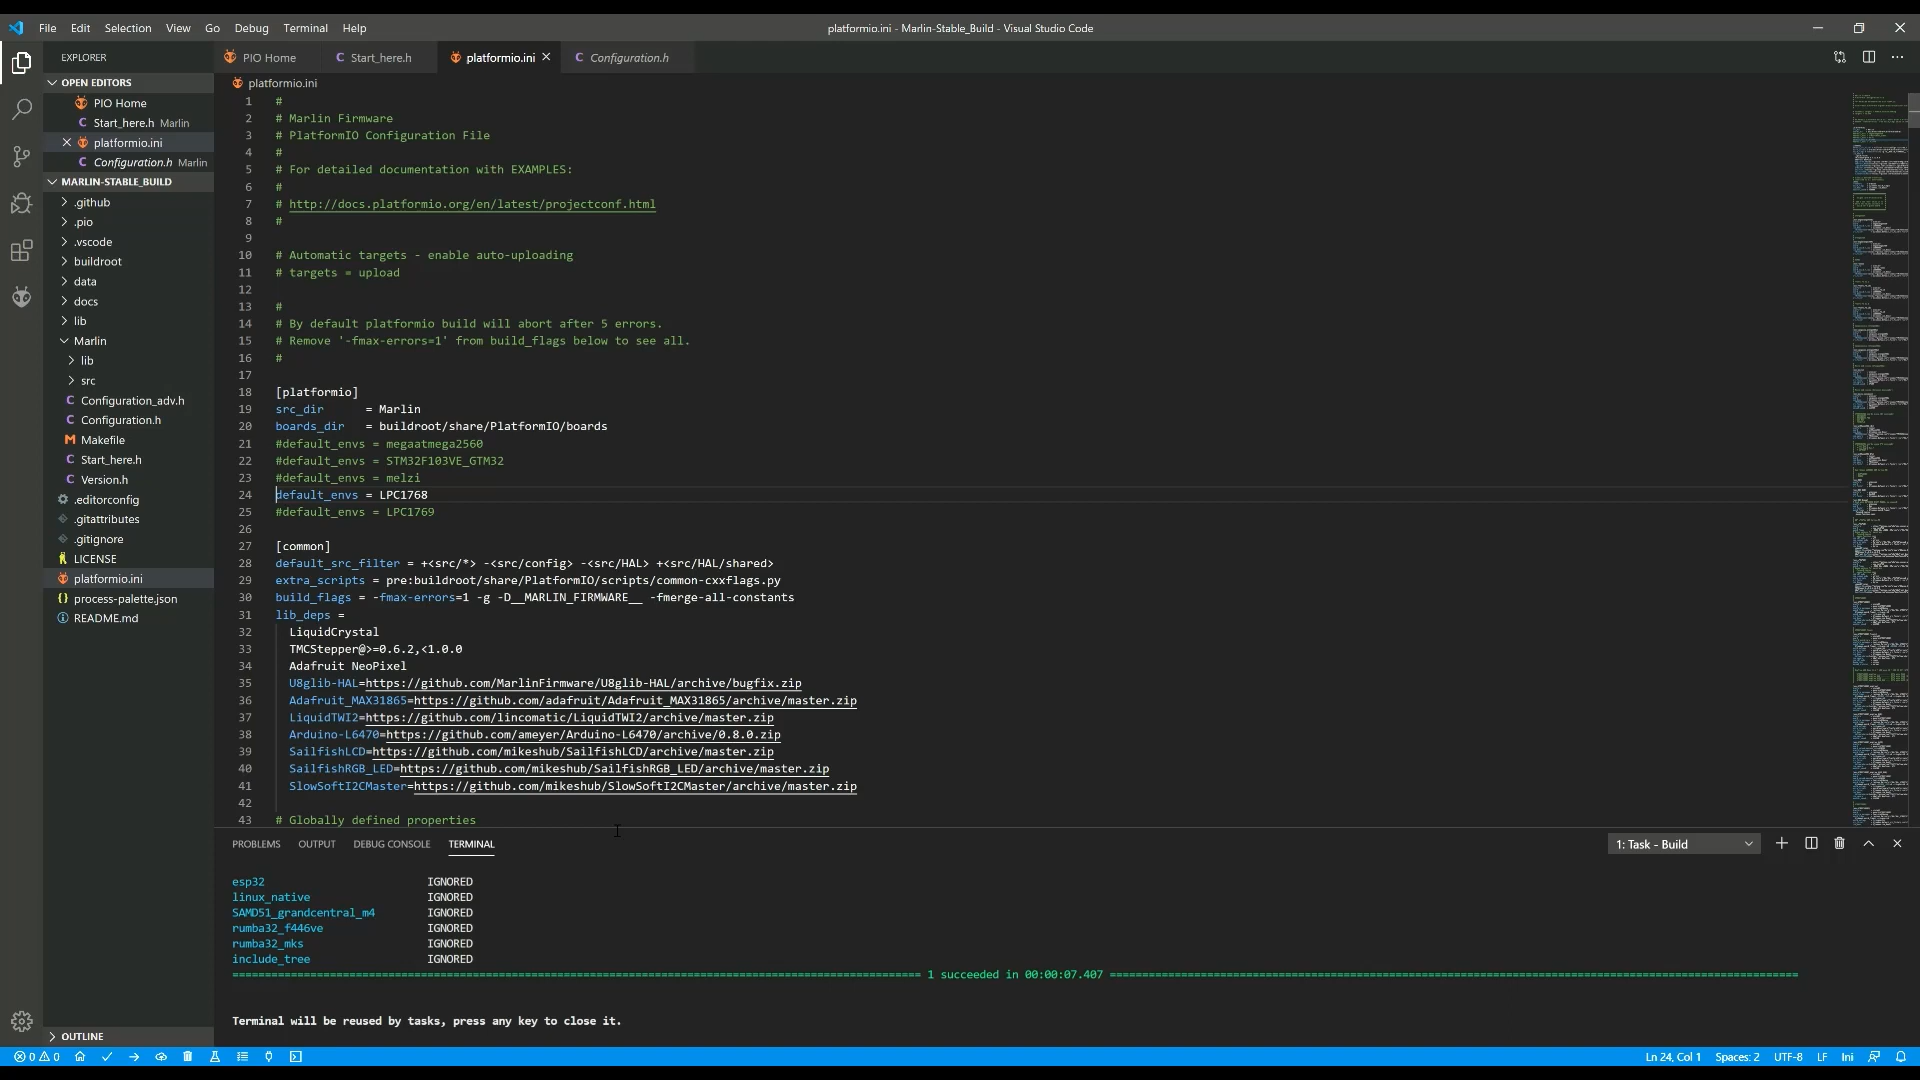 File Edit Selection View Go Debug Terminal Help
platformio.ini - Marlin-Stable_Build - Visual Studio Code
EXPLORER
OPEN EDITORS
PIO Home
Start_here.h Marlin
platformio.ini
Configuration.h Marlin
MARLIN-STABLE_BUILD
.github
.pio
.vscode
buildroot
data
docs
lib
Marlin
lib
src
Configuration_adv.h
Configuration.h
Makefile
Start_here.h
Version.h
.editorconfig
.gitattributes
.gitignore
LICENSE
platformio.ini
process-palette.json
README.md
OUTLINE
PIO Home Start_here.h platformio.ini Configuration.h
platformio.ini
1 #
2 # Marlin Firmware
3 # PlatformIO Configuration File
4 #
5 # For detailed documentation with EXAMPLES:
6 #
7 # http://docs.platformio.org/en/latest/projectconf.html
8 #
9
10 # Automatic targets - enable auto-uploading
11 # targets = upload
12
13 #
14 # By default platformio build will abort after 5 errors.
15 # Remove '-fmax-errors=1' from build_flags below to see all.
16 #
17
18 [platformio]
19 src_dir      = Marlin
20 boards_dir   = buildroot/share/PlatformIO/boards
21 #default_envs = megaatmega2560
22 #default_envs = STM32F103VE_GTM32
23 #default_envs = melzi
24 default_envs = LPC1768
25 #default_envs = LPC1769
26
27 [common]
28 default_src_filter = +<src/*> -<src/config> -<src/HAL> +<src/HAL/shared>
29 extra_scripts = pre:buildroot/share/PlatformIO/scripts/common-cxxflags.py
30 build_flags = -fmax-errors=1 -g -D__MARLIN_FIRMWARE__ -fmerge-all-constants
31 lib_deps =
32   LiquidCrystal
33   TMCStepper@>=0.6.2,<1.0.0
34   Adafruit NeoPixel
35   U8glib-HAL=https://github.com/MarlinFirmware/U8glib-HAL/archive/bugfix.zip
36   Adafruit_MAX31865=https://github.com/adafruit/Adafruit_MAX31865/archive/master.zip
37   LiquidTWI2=https://github.com/lincomatic/LiquidTWI2/archive/master.zip
38   Arduino-L6470=https://github.com/ameyer/Arduino-L6470/archive/0.8.0.zip
39   SailfishLCD=https://github.com/mikeshub/SailfishLCD/archive/master.zip
40   SailfishRGB_LED=https://github.com/mikeshub/SailfishRGB_LED/archive/master.zip
41   SlowSoftI2CMaster=https://github.com/mikeshub/SlowSoftI2CMaster/archive/master.zip
42
43 # Globally defined properties
PROBLEMS OUTPUT DEBUG CONSOLE TERMINAL
1: Task - Build
esp32 IGNORED
linux_native IGNORED
SAMD51_grandcentral_m4 IGNORED
rumba32_f446ve IGNORED
rumba32_mks IGNORED
include_tree IGNORED
1 succeeded in 00:00:07.407
Terminal will be reused by tasks, press any key to close it.
0 0
Ln 24, Col 1 Spaces: 2 UTF-8 LF Ini